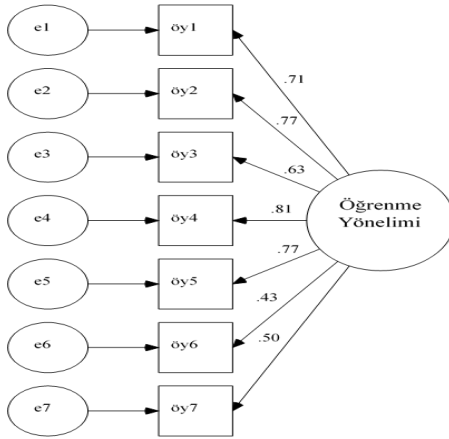 e1 öy1
.71
e2 öy2
.77
e3 öy3
.63
e4 öy4
.81
Öğrenme
Yönelimi
e5 öy5
.77
e6 öy6
.43
.50
e7 öy7